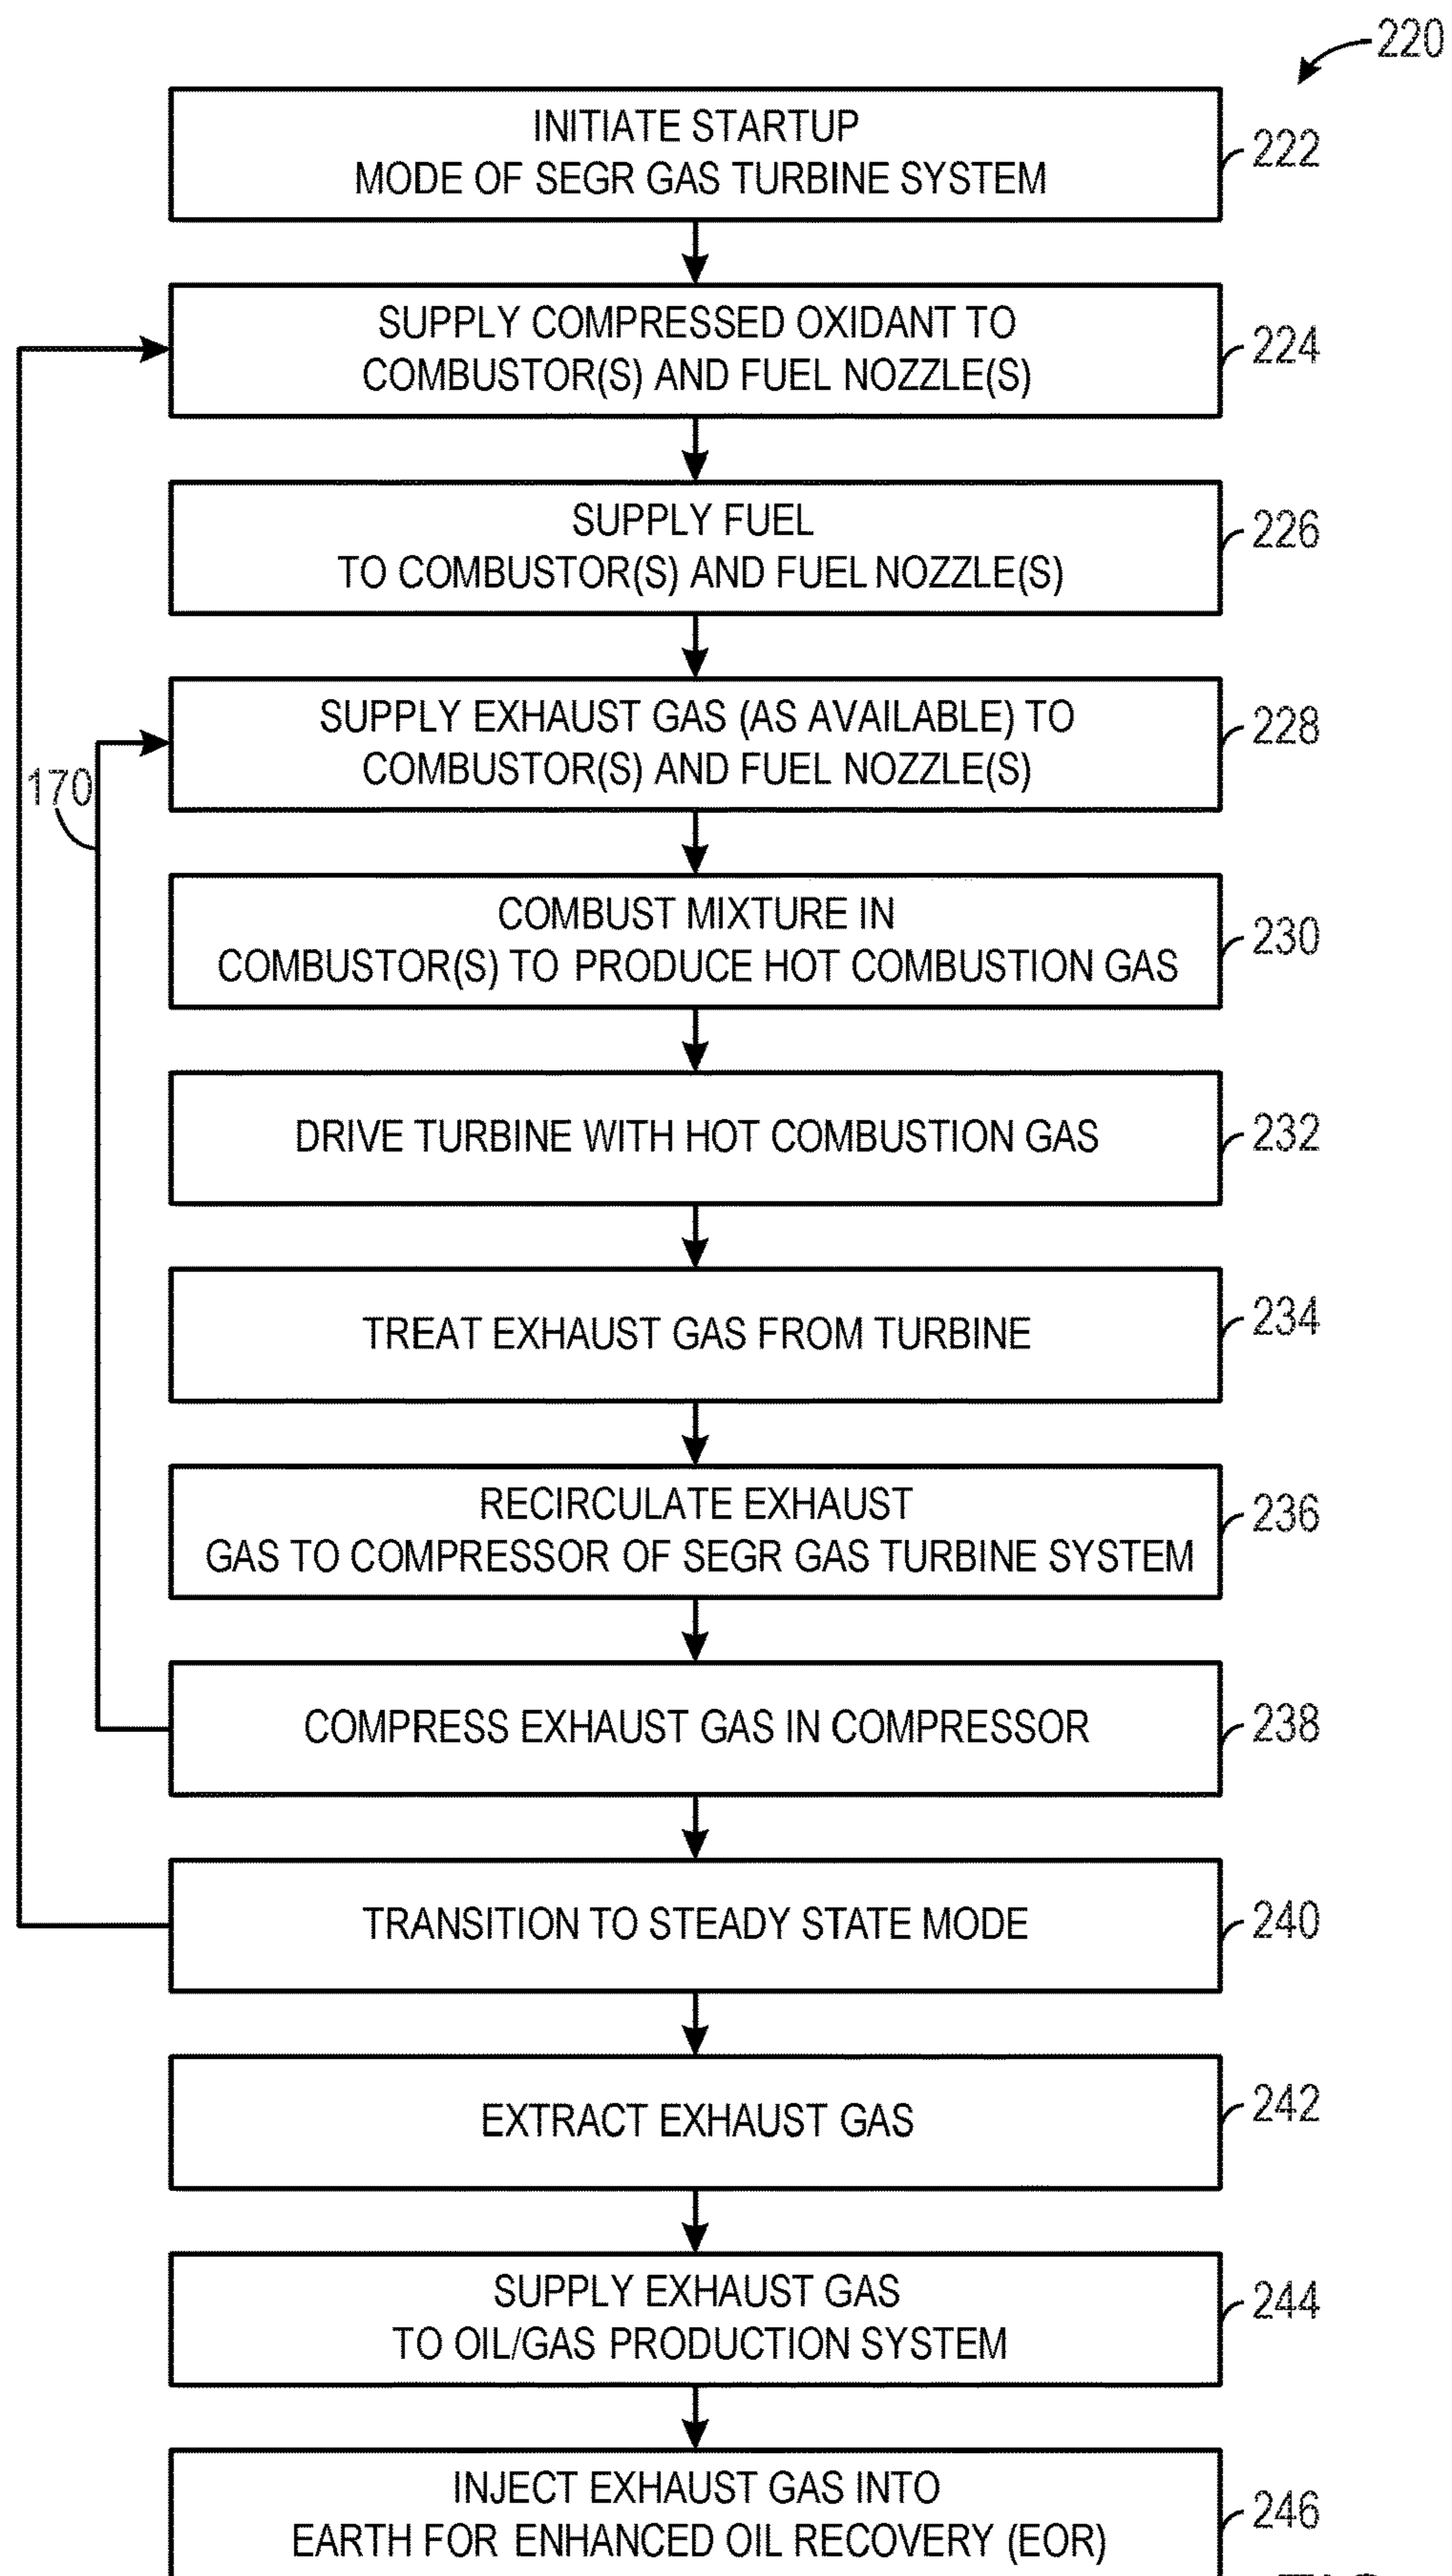 220
INITIATE STARTUP
MODE OF SEGR GAS TURBINE SYSTEM
222
SUPPLY COMPRESSED OXIDANT TO
COMBUSTOR(S) AND FUEL NOZZLE(S)
224
SUPPLY FUEL
TO COMBUSTOR(S) AND FUEL NOZZLE(S)
226
SUPPLY EXHAUST GAS (AS AVAILABLE) TO
COMBUSTOR(S) AND FUEL NOZZLE(S)
228
170
COMBUST MIXTURE IN
COMBUSTOR(S) TO PRODUCE HOT COMBUSTION GAS
230
DRIVE TURBINE WITH HOT COMBUSTION GAS
232
TREAT EXHAUST GAS FROM TURBINE
234
RECIRCULATE EXHAUST
GAS TO COMPRESSOR OF SEGR GAS TURBINE SYSTEM
236
COMPRESS EXHAUST GAS IN COMPRESSOR
238
TRANSITION TO STEADY STATE MODE
240
EXTRACT EXHAUST GAS
242
SUPPLY EXHAUST GAS
TO OIL/GAS PRODUCTION SYSTEM
244
INJECT EXHAUST GAS INTO
EARTH FOR ENHANCED OIL RECOVERY (EOR)
246